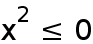 x² ≤ 0